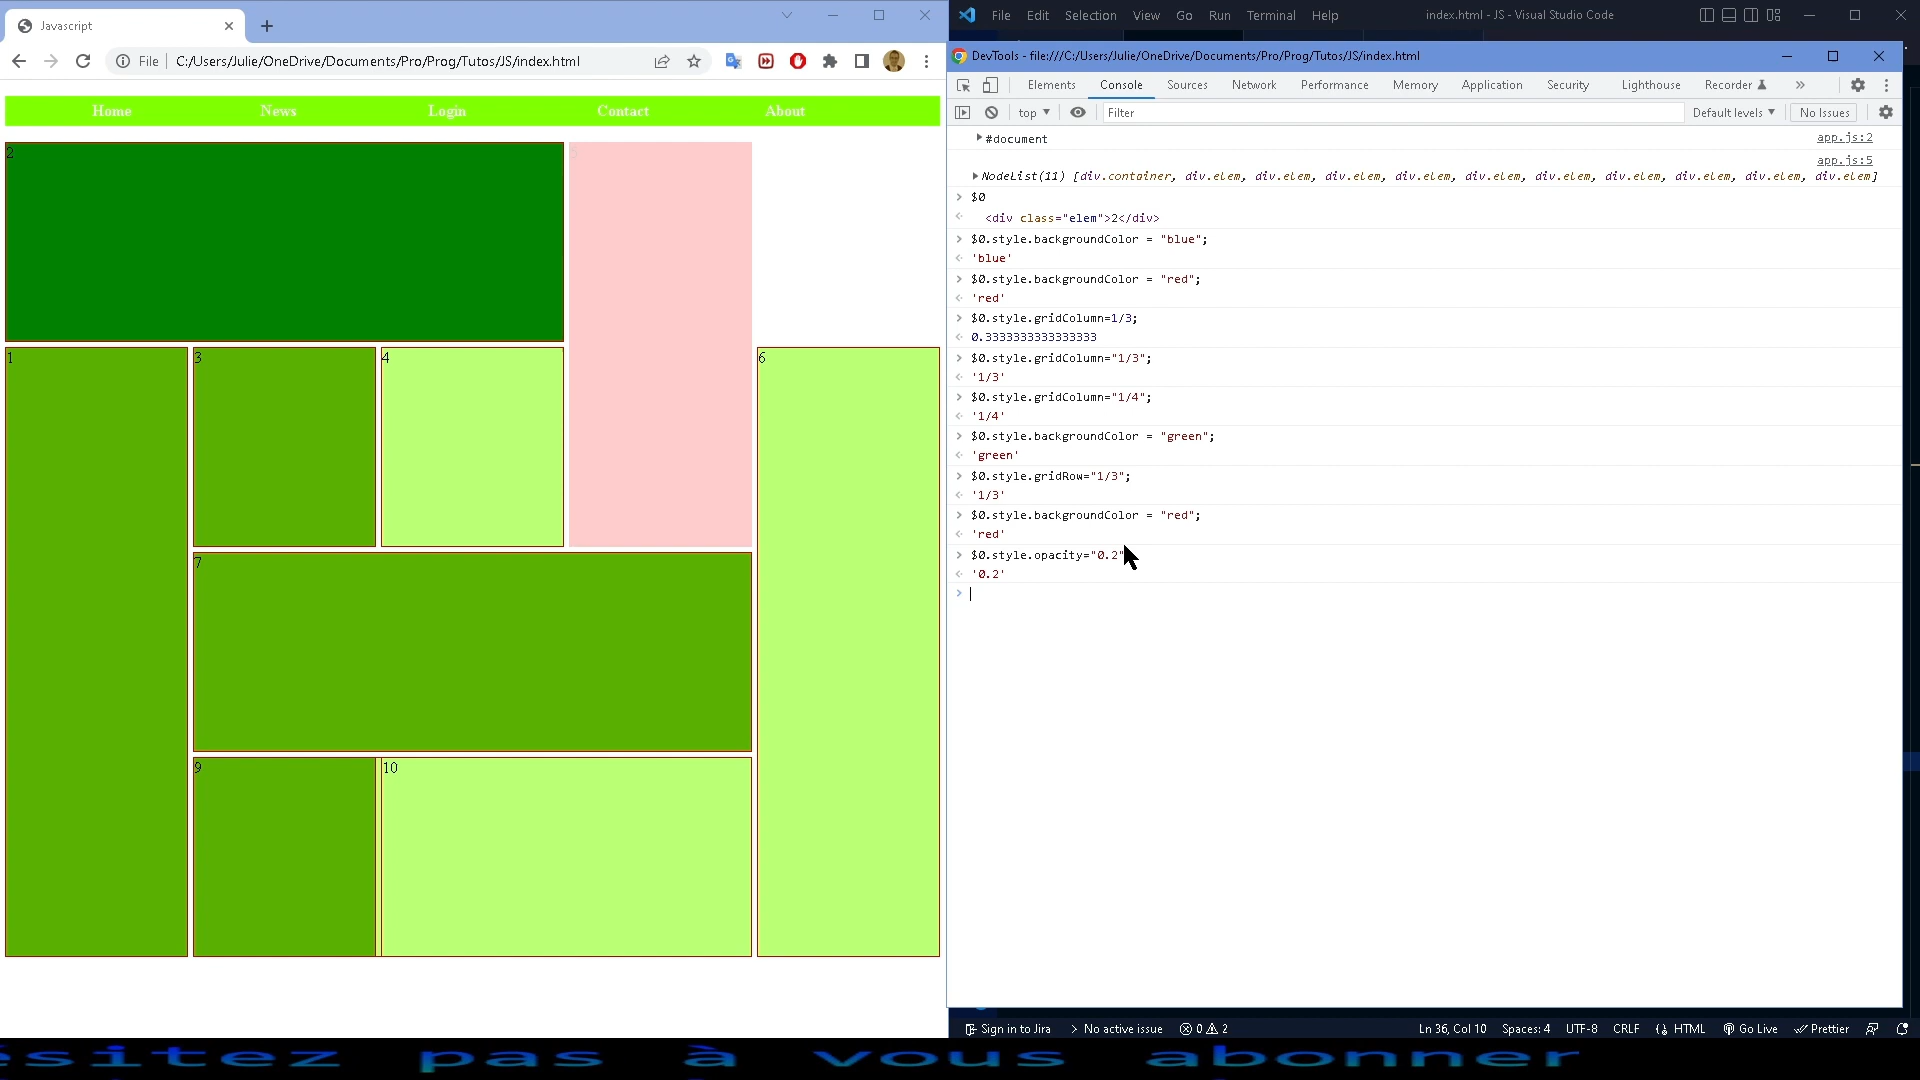 Javascript
File
C:/Users/Julie/OneDrive/Documents/Pro/Prog/Tutos/JS/index.html
Home News Login Contact About
2
5
1
3
4
6
7
9
10
File Edit Selection View Go Run Terminal Help
index.html - JS - Visual Studio Code
DevTools - file:///C:/Users/Julie/OneDrive/Documents/Pro/Prog/Tutos/JS/index.html
Elements Console Sources Network Performance Memory Application Security Lighthouse Recorder
top Filter Default levels No Issues
#document app.js:2
app.js:5
NodeList(11) [div.container, div.elem, div.elem, div.elem, div.elem, div.elem, div.elem, div.elem, div.elem, div.elem, div.elem]
$0
<div class="elem">2</div>
$0.style.backgroundColor = "blue";
'blue'
$0.style.backgroundColor = "red";
'red'
$0.style.gridColumn=1/3;
0.3333333333333333
$0.style.gridColumn="1/3";
'1/3'
$0.style.gridColumn="1/4";
'1/4'
$0.style.backgroundColor = "green";
'green'
$0.style.gridRow="1/3";
'1/3'
$0.style.backgroundColor = "red";
'red'
$0.style.opacity="0.2"
'0.2'
Sign in to Jira No active issue 0 2 Ln 36, Col 10 Spaces: 4 UTF-8 CRLF HTML Go Live Prettier
ésitez pas à vous abonner